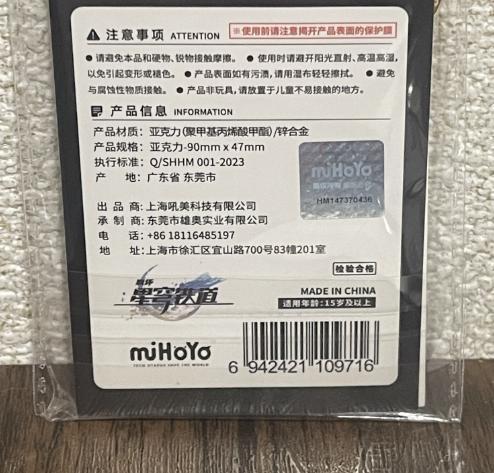 注意事项 ATTENTION ※使用前请注意揭开产品表面的保护膜
● 请避免本品和硬物、锐物接触摩擦。 ● 使用时请避开阳光直射、高温高湿,
以免引起变形或褪色。 ● 产品表面如有污渍,请用湿布轻轻擦拭。 ● 避免
与腐蚀性物质接触。 ● 产品非玩具,请放置于儿童不易接触的地方。
产品信息 INFORMATION
产品材质: 亚克力(聚甲基丙烯酸甲酯)/锌合金
产品规格: 亚克力-90mm x 47mm
执行标准: Q/SHHM 001-2023
产 地: 广东省 东莞市
miHoYo
HM147370436
出 品 商: 上海吼美科技有限公司
承 制 商: 东莞市雄奥实业有限公司
电 话: +86 18116485197
地 址: 上海市徐汇区宜山路700号83幢201室
检验合格
崩坏
星穹铁道
MADE IN CHINA
适用年龄:15岁及以上
miHoYo
TECH OTAKUS SAVE THE WORLD
6 942421 109716